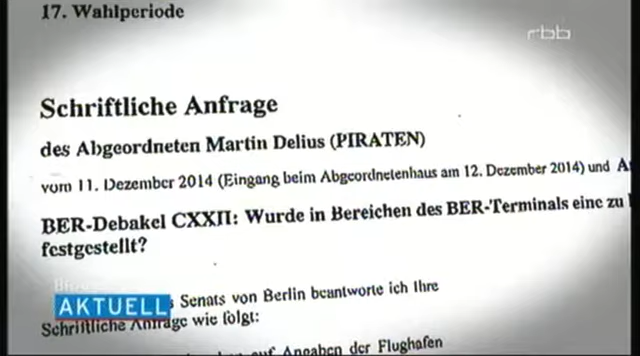 17. Wahlperiode
rbb
Schriftliche Anfrage
des Abgeordneten Martin Delius (PIRATEN)
vom 11. Dezember 2014 (Eingang beim Abgeordnetenhaus am 12. Dezember 2014) und
BER-Debakel CXXII: Wurde in Bereichen des BER-Terminals eine zu
festgestellt?
Senats von Berlin beantworte ich Ihre
AKTUELL
Schriftliche Anfrage wie folgt:
auf Angaben der Flughafen